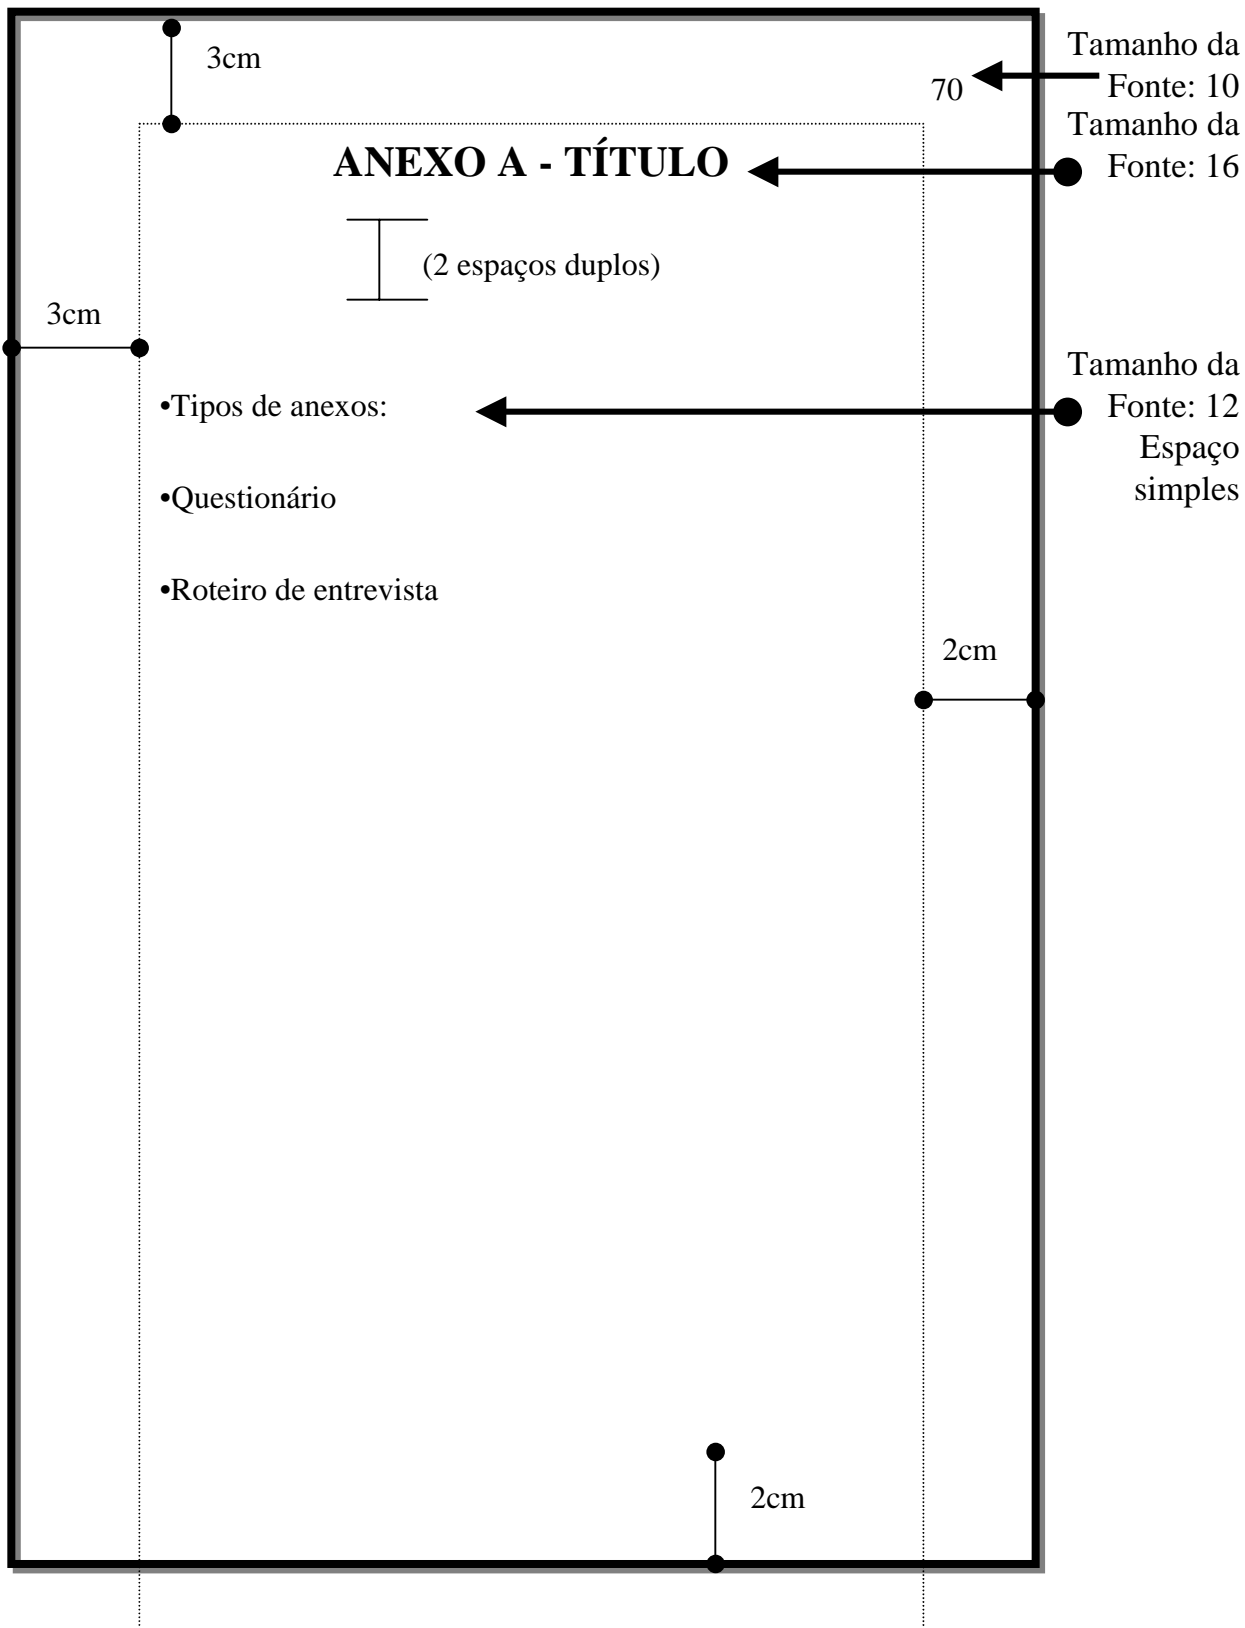 3cm
70
Tamanho da
Fonte: 10
Tamanho da
Fonte: 16
ANEXO A - TÍTULO
(2 espaços duplos)
3cm
•Tipos de anexos:
Tamanho da
Fonte: 12
Espaço
simples
•Questionário
•Roteiro de entrevista
2cm
2cm